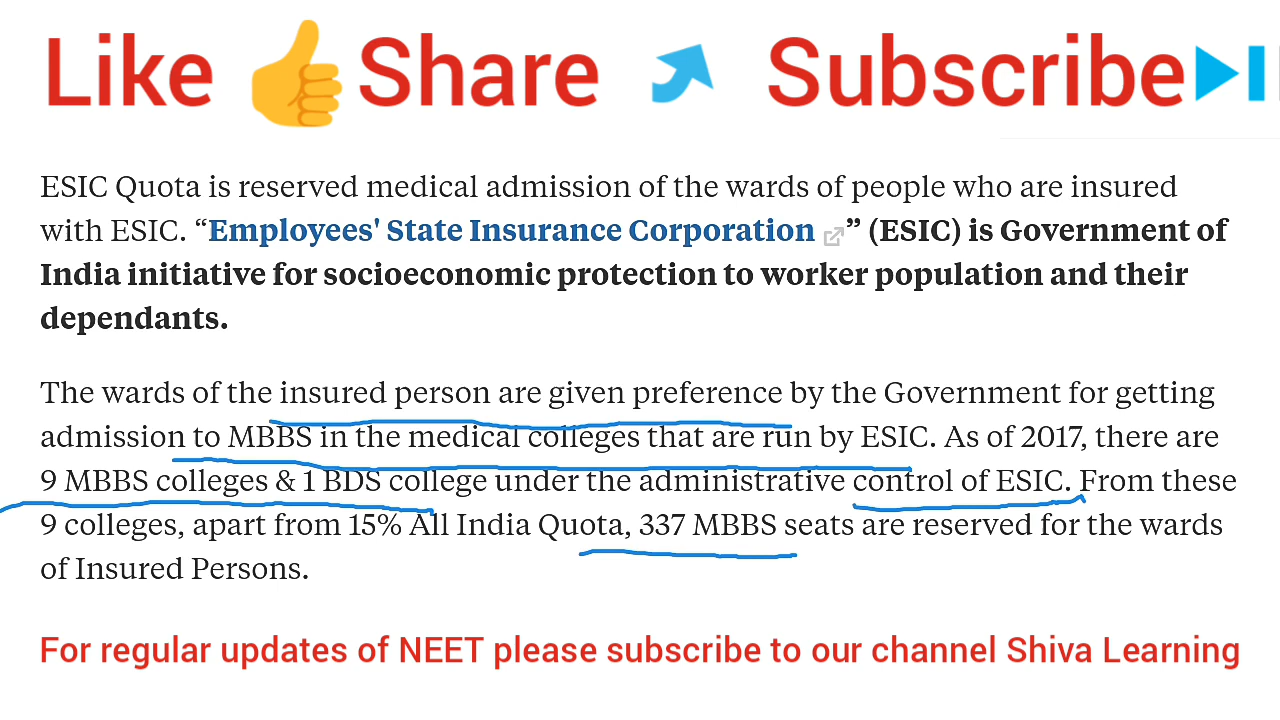 Like 👍 Share Subscribe
ESIC Quota is reserved medical admission of the wards of people who are insured
with ESIC. “Employees' State Insurance Corporation ” (ESIC) is Government of
India initiative for socioeconomic protection to worker population and their
dependants.
The wards of the insured person are given preference by the Government for getting
admission to MBBS in the medical colleges that are run by ESIC. As of 2017, there are
9 MBBS colleges & 1 BDS college under the administrative control of ESIC. From these
9 colleges, apart from 15% All India Quota, 337 MBBS seats are reserved for the wards
of Insured Persons.
For regular updates of NEET please subscribe to our channel Shiva Learning